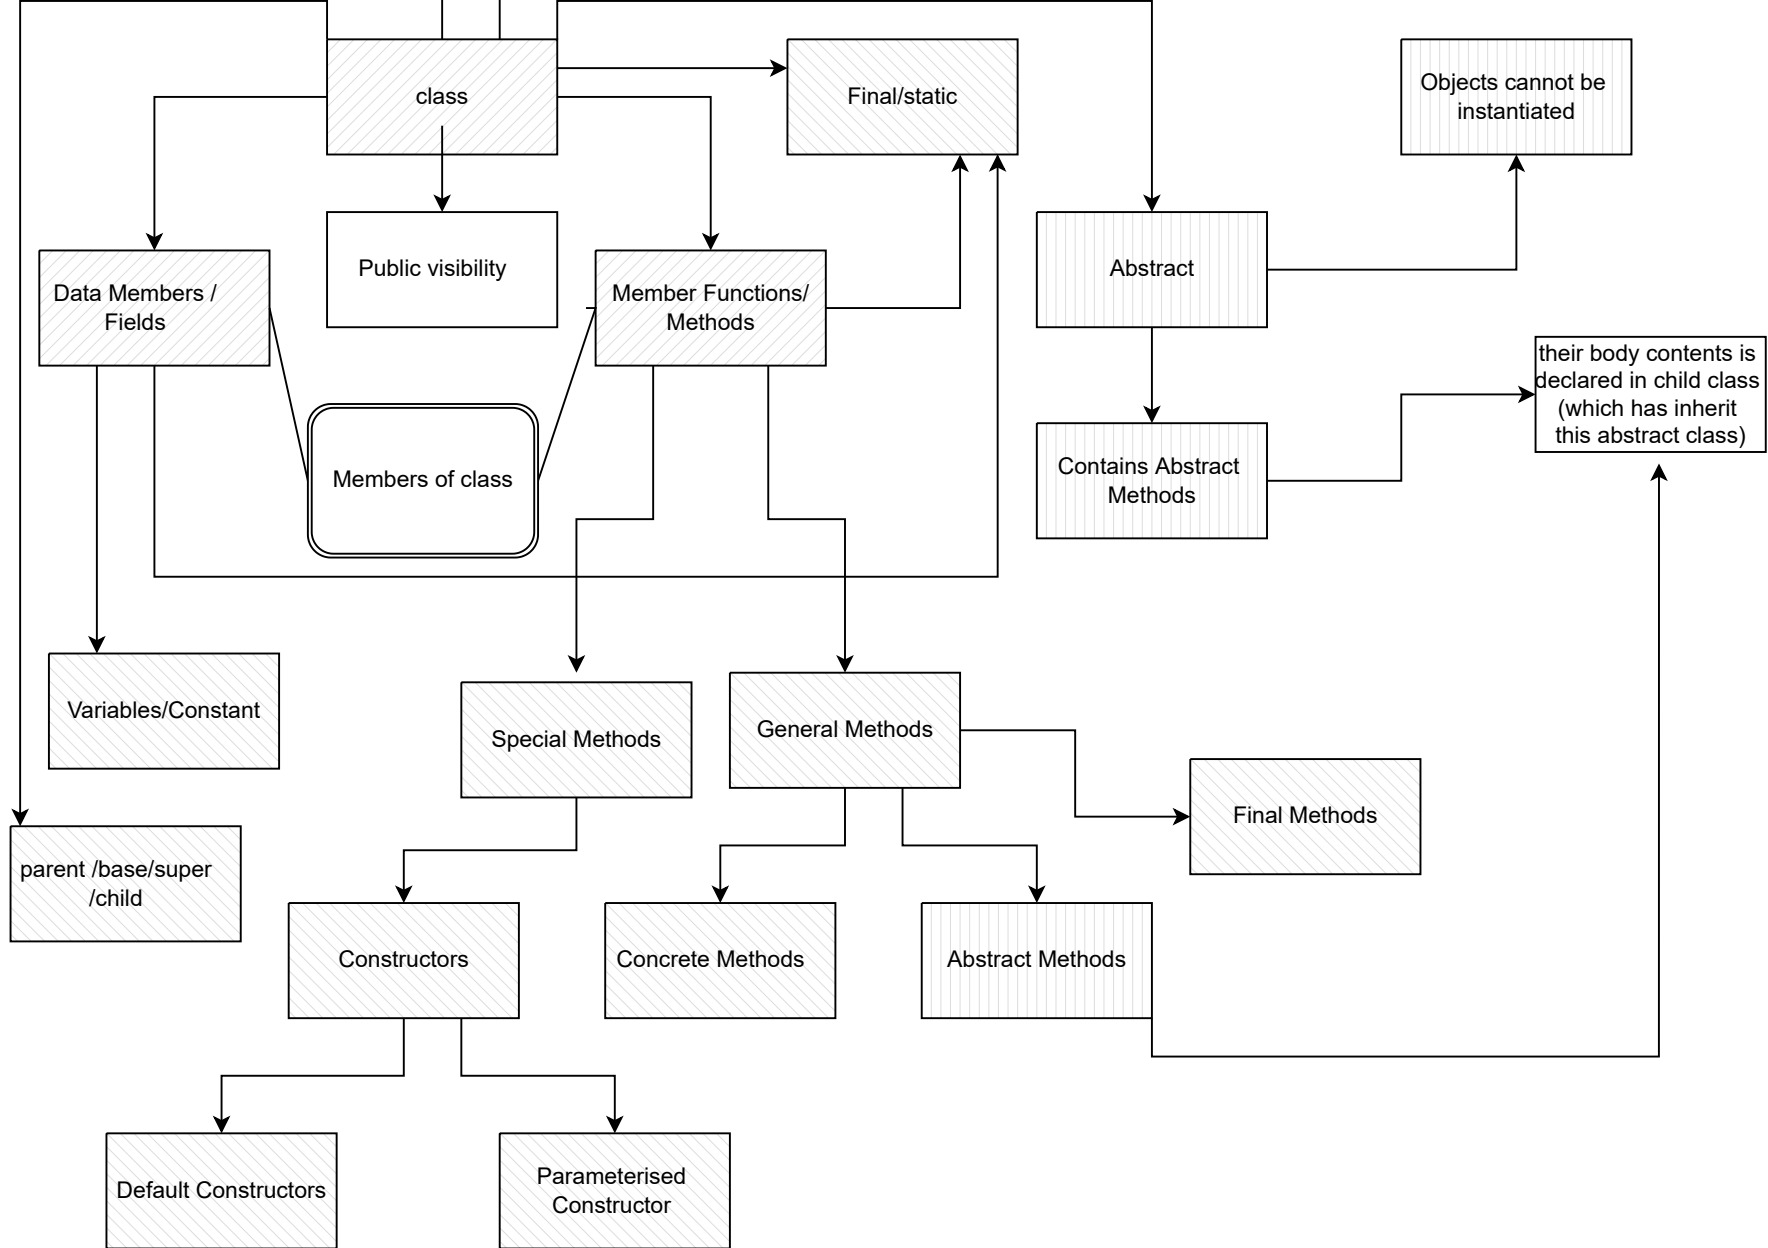 class
Final/static
Objects cannot be
instantiated
Public visibility
Abstract
Data Members /
Fields
Member Functions/
Methods
their body contents is
declared in child class
(which has inherit
this abstract class)
Members of class
Contains Abstract
Methods
Variables/Constant
Special Methods
General Methods
Final Methods
parent /base/super
/child
Constructors
Concrete Methods
Abstract Methods
Default Constructors
Parameterised
Constructor